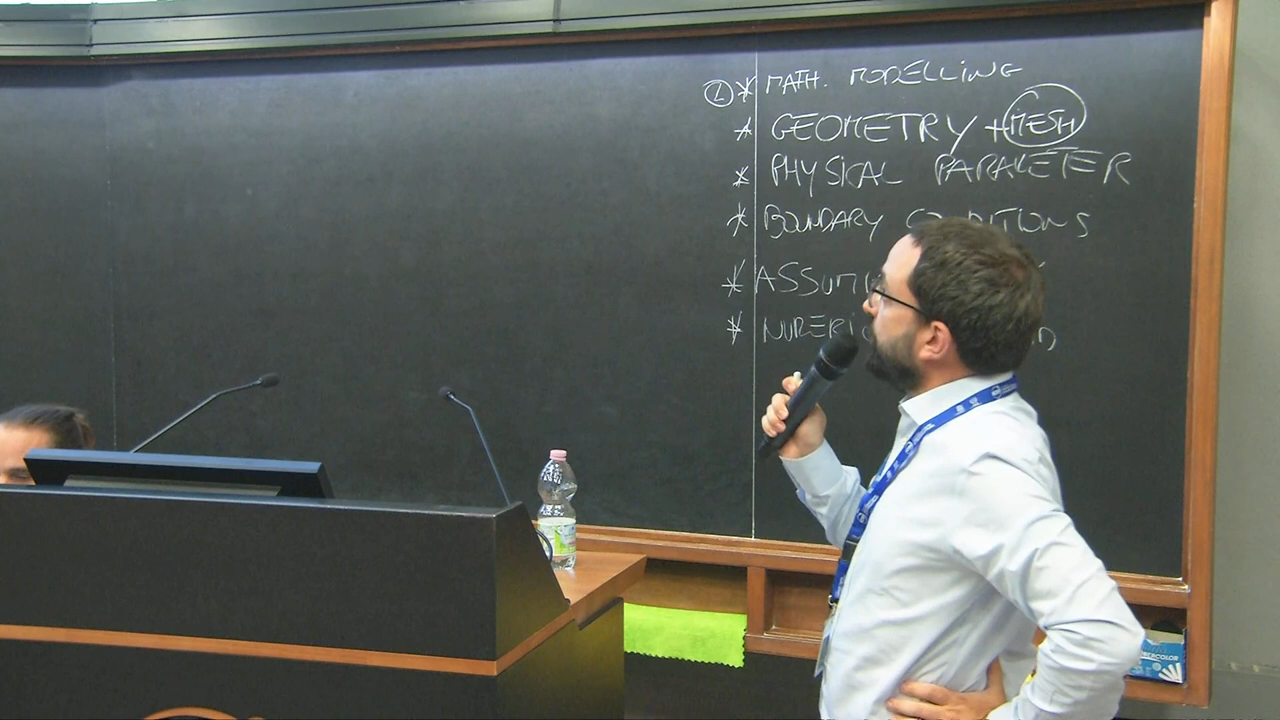 ① * MATH. MODELLING
* GEOMETRY + MESH
* PHYSICAL PARAMETER
* BOUNDARY CONDITIONS
*
*